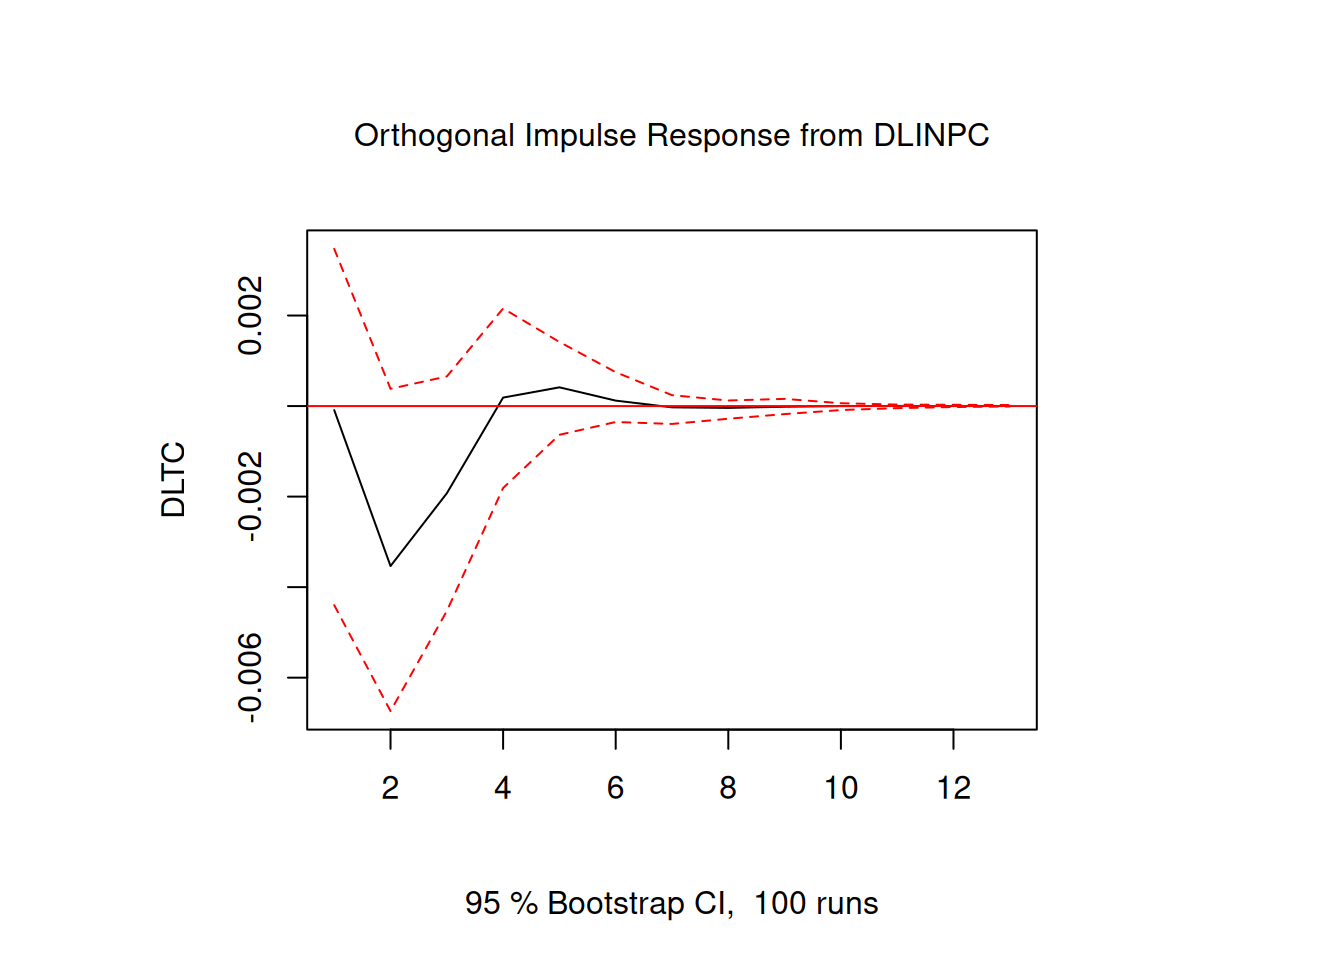 Orthogonal Impulse Response from DLINPC
DLTC
0.002
-0.002
-0.006
2 4 6 8 10 12
95 % Bootstrap CI,  100 runs